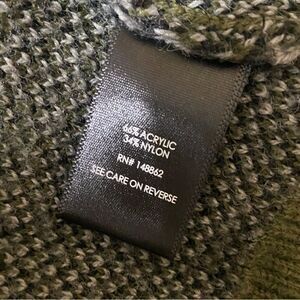 66% ACRYLIC
34% NYLON
RN# 148862
SEE CARE ON REVERSE